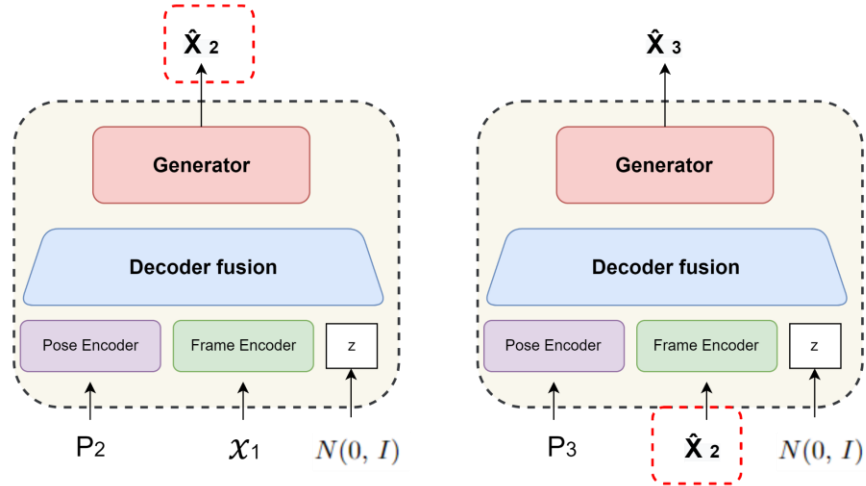 X̂ 2
Generator
Decoder fusion
Pose Encoder
Frame Encoder
z
P2
x1
N(0, I)
X̂ 3
Generator
Decoder fusion
Pose Encoder
Frame Encoder
z
P3
X̂ 2
N(0, I)